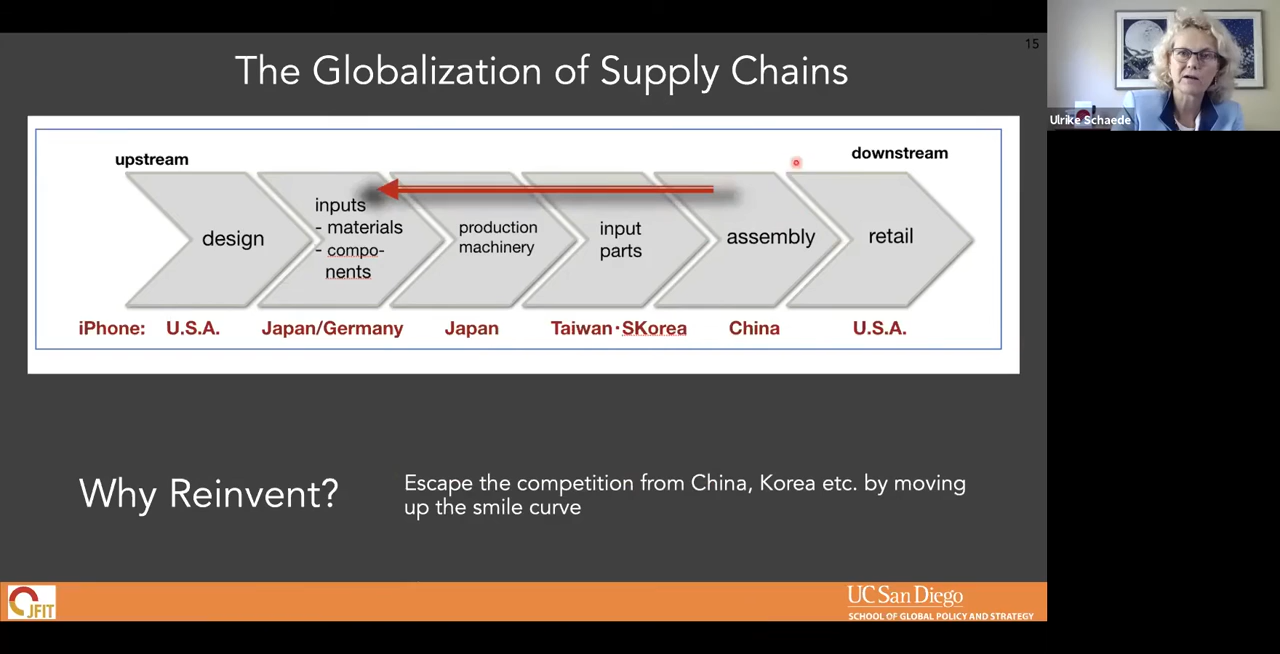 15
The Globalization of Supply Chains
Ulrike Schaede
upstream
downstream
design
inputs
- materials
- compo-
nents
production
machinery
input
parts
assembly
retail
iPhone: U.S.A. Japan/Germany Japan Taiwan·SKorea China U.S.A.
Why Reinvent?
Escape the competition from China, Korea etc. by moving
up the smile curve
JFIT
UC San Diego
SCHOOL OF GLOBAL POLICY AND STRATEGY